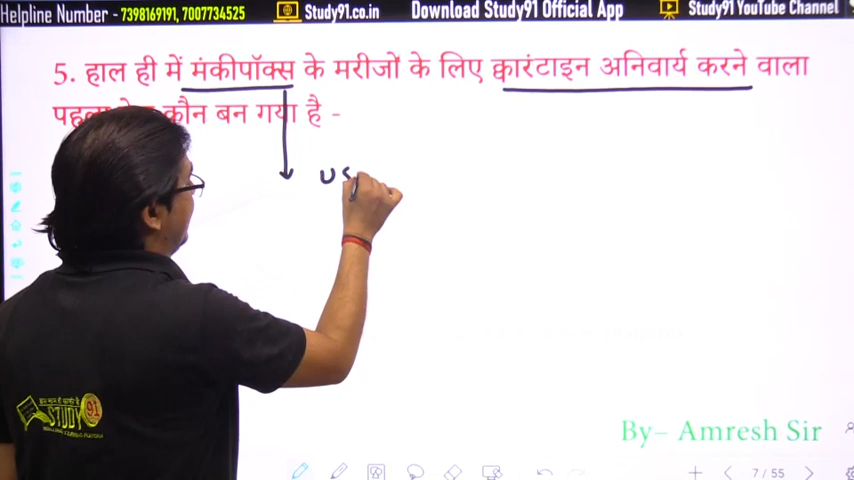 Helpline Number - 7398169191, 7007734525 Study91.co.in Download Study91 Official App Study91 YouTube Channel
5. हाल ही में मंकीपॉक्स के मरीजों के लिए क्वारंटाइन अनिवार्य करने वाला
कौन बन गया है -
US
STUDY 91
By- Amresh Sir
7 / 55